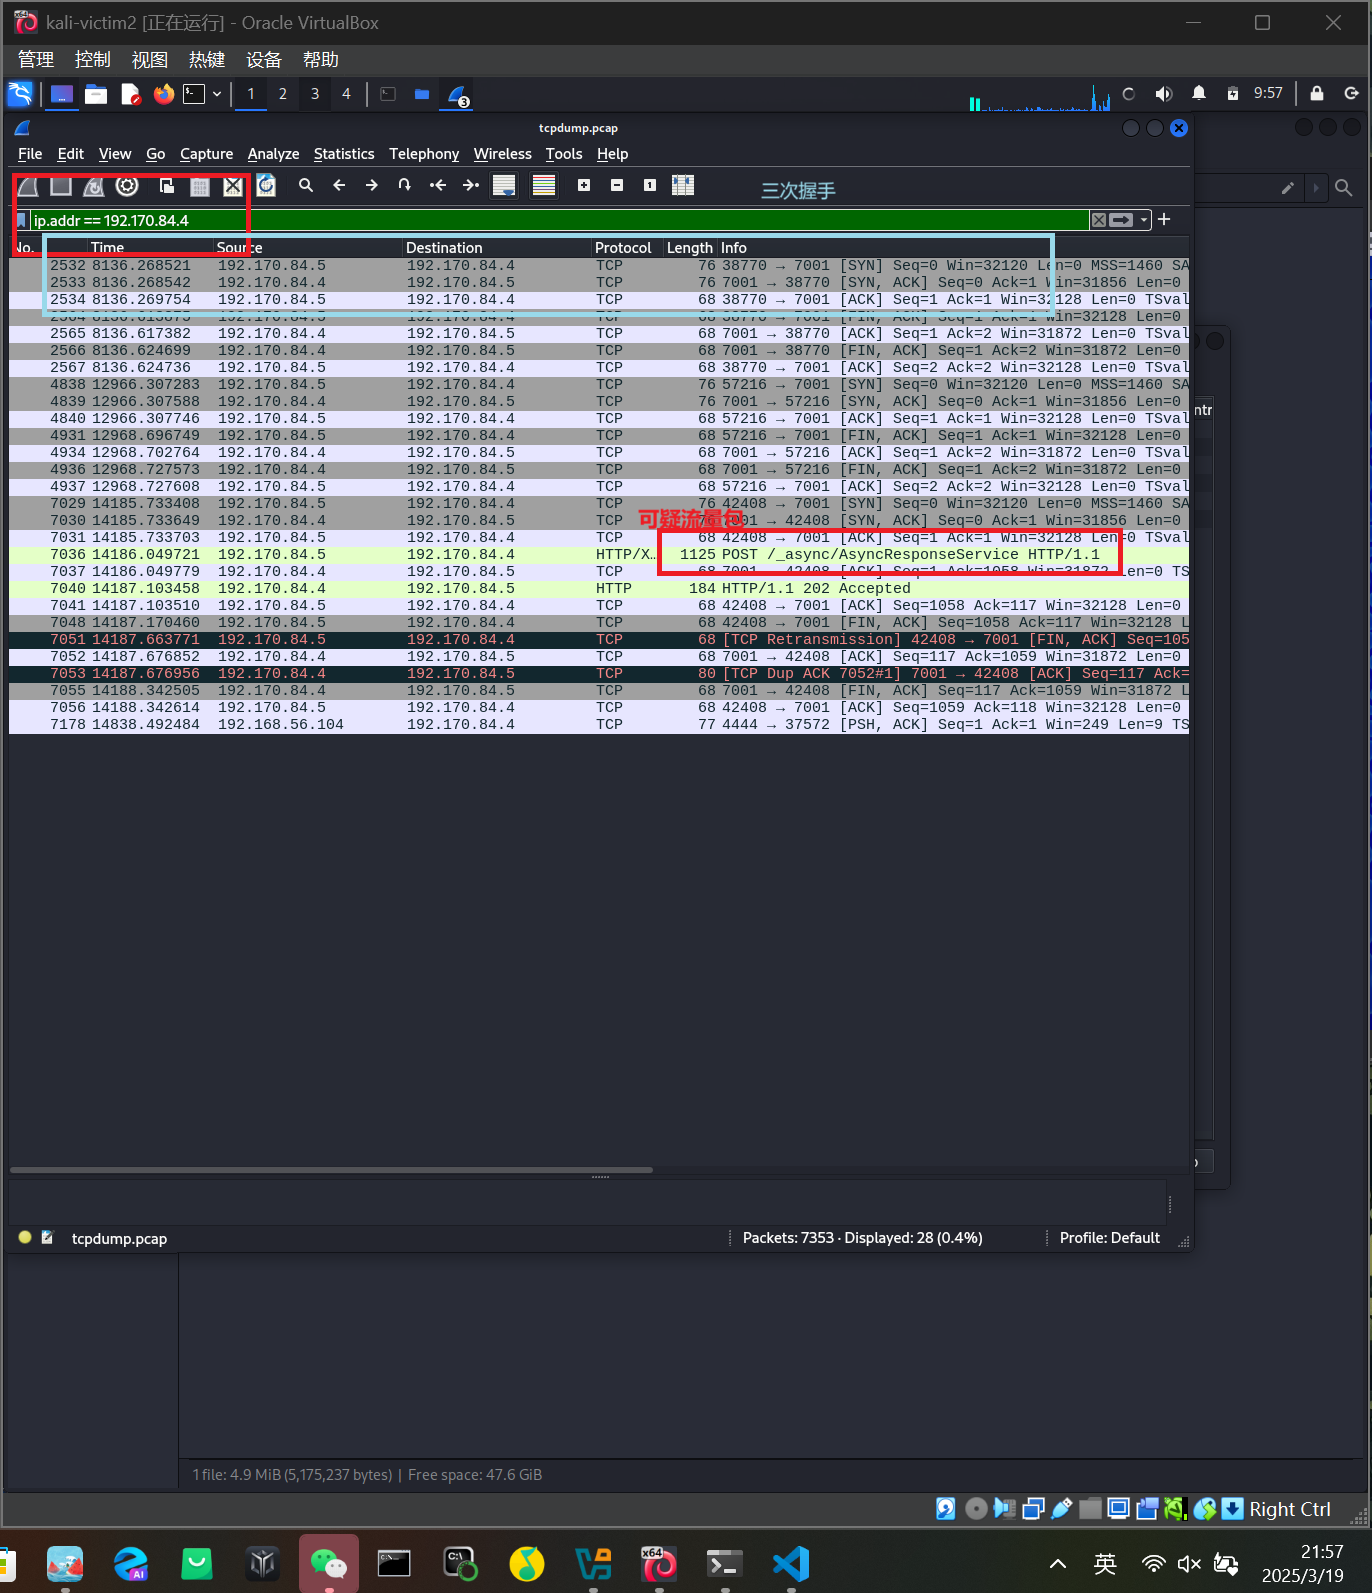 kali-victim2 [正在运行] - Oracle VirtualBox
管理 控制 视图 热键 设备 帮助
1 2 3 4 3 9:57
tcpdump.pcap
File Edit View Go Capture Analyze Statistics Telephony Wireless Tools Help
三次握手
ip.addr == 192.170.84.4
No. Time Source Destination Protocol Length Info
2532 8136.268521 192.170.84.5 192.170.84.4 TCP 76 38770 → 7001 [SYN] Seq=0 Win=32120 Len=0 MSS=1460 SA
2533 8136.268542 192.170.84.4 192.170.84.5 TCP 76 7001 → 38770 [SYN, ACK] Seq=0 Ack=1 Win=31856 Len=0
2534 8136.269754 192.170.84.5 192.170.84.4 TCP 68 38770 → 7001 [ACK] Seq=1 Ack=1 Win=32128 Len=0 TSval
2565 8136.617382 192.170.84.4 192.170.84.5 TCP 68 7001 → 38770 [ACK] Seq=1 Ack=2 Win=31872 Len=0 TSval
2566 8136.624699 192.170.84.4 192.170.84.5 TCP 68 7001 → 38770 [FIN, ACK] Seq=1 Ack=2 Win=31872 Len=0
2567 8136.624736 192.170.84.5 192.170.84.4 TCP 68 38770 → 7001 [ACK] Seq=2 Ack=2 Win=32128 Len=0 TSval
4838 12966.307283 192.170.84.5 192.170.84.4 TCP 76 57216 → 7001 [SYN] Seq=0 Win=32120 Len=0 MSS=1460 SA
4839 12966.307588 192.170.84.4 192.170.84.5 TCP 76 7001 → 57216 [SYN, ACK] Seq=0 Ack=1 Win=31856 Len=0
4840 12966.307746 192.170.84.5 192.170.84.4 TCP 68 57216 → 7001 [ACK] Seq=1 Ack=1 Win=32128 Len=0 TSval
4931 12968.696749 192.170.84.5 192.170.84.4 TCP 68 57216 → 7001 [FIN, ACK] Seq=1 Ack=1 Win=32128 Len=0
4934 12968.702764 192.170.84.4 192.170.84.5 TCP 68 7001 → 57216 [ACK] Seq=1 Ack=2 Win=31872 Len=0 TSval
4936 12968.727573 192.170.84.4 192.170.84.5 TCP 68 7001 → 57216 [FIN, ACK] Seq=1 Ack=2 Win=31872 Len=0
4937 12968.727608 192.170.84.5 192.170.84.4 TCP 68 57216 → 7001 [ACK] Seq=2 Ack=2 Win=32128 Len=0 TSval
7029 14185.733408 192.170.84.5 192.170.84.4 TCP 76 42408 → 7001 [SYN] Seq=0 Win=32120 Len=0 MSS=1460 SA
可疑流量包
7030 14185.733649 192.170.84.4 192.170.84.5 TCP 7001 → 42408 [SYN, ACK] Seq=0 Ack=1 Win=31856 Len=0
7031 14185.733703 192.170.84.5 192.170.84.4 TCP 68 42408 → 7001 [ACK] Seq=1 Ack=1 Win=32128 Len=0 TSval
7036 14186.049721 192.170.84.5 192.170.84.4 HTTP/X… 1125 POST /_async/AsyncResponseService HTTP/1.1
7037 14186.049779 192.170.84.4 192.170.84.5 TCP 68 7001 → 42408 [ACK] Seq=1 Ack=1058 Win=31872 Len=0 TS
7040 14187.103458 192.170.84.4 192.170.84.5 HTTP 184 HTTP/1.1 202 Accepted
7041 14187.103510 192.170.84.5 192.170.84.4 TCP 68 42408 → 7001 [ACK] Seq=1058 Ack=117 Win=32128 Len=0
7048 14187.170460 192.170.84.5 192.170.84.4 TCP 68 42408 → 7001 [FIN, ACK] Seq=1058 Ack=117 Win=32128 L
7051 14187.663771 192.170.84.5 192.170.84.4 TCP 68 [TCP Retransmission] 42408 → 7001 [FIN, ACK] Seq=105
7052 14187.676852 192.170.84.4 192.170.84.5 TCP 68 7001 → 42408 [ACK] Seq=117 Ack=1059 Win=31872 Len=0
7053 14187.676956 192.170.84.4 192.170.84.5 TCP 80 [TCP Dup ACK 7052#1] 7001 → 42408 [ACK] Seq=117 Ack=
7055 14188.342505 192.170.84.4 192.170.84.5 TCP 68 7001 → 42408 [FIN, ACK] Seq=117 Ack=1059 Win=31872 L
7056 14188.342614 192.170.84.5 192.170.84.4 TCP 68 42408 → 7001 [ACK] Seq=1059 Ack=118 Win=32128 Len=0
7178 14838.492484 192.168.56.104 192.170.84.4 TCP 77 4444 → 37572 [PSH, ACK] Seq=1 Ack=1 Win=249 Len=9 TS
ntr
tcpdump.pcap Packets: 7353 · Displayed: 28 (0.4%) Profile: Default
1 file: 4.9 MiB (5,175,237 bytes) | Free space: 47.6 GiB
Right Ctrl
英 21:57
2025/3/19